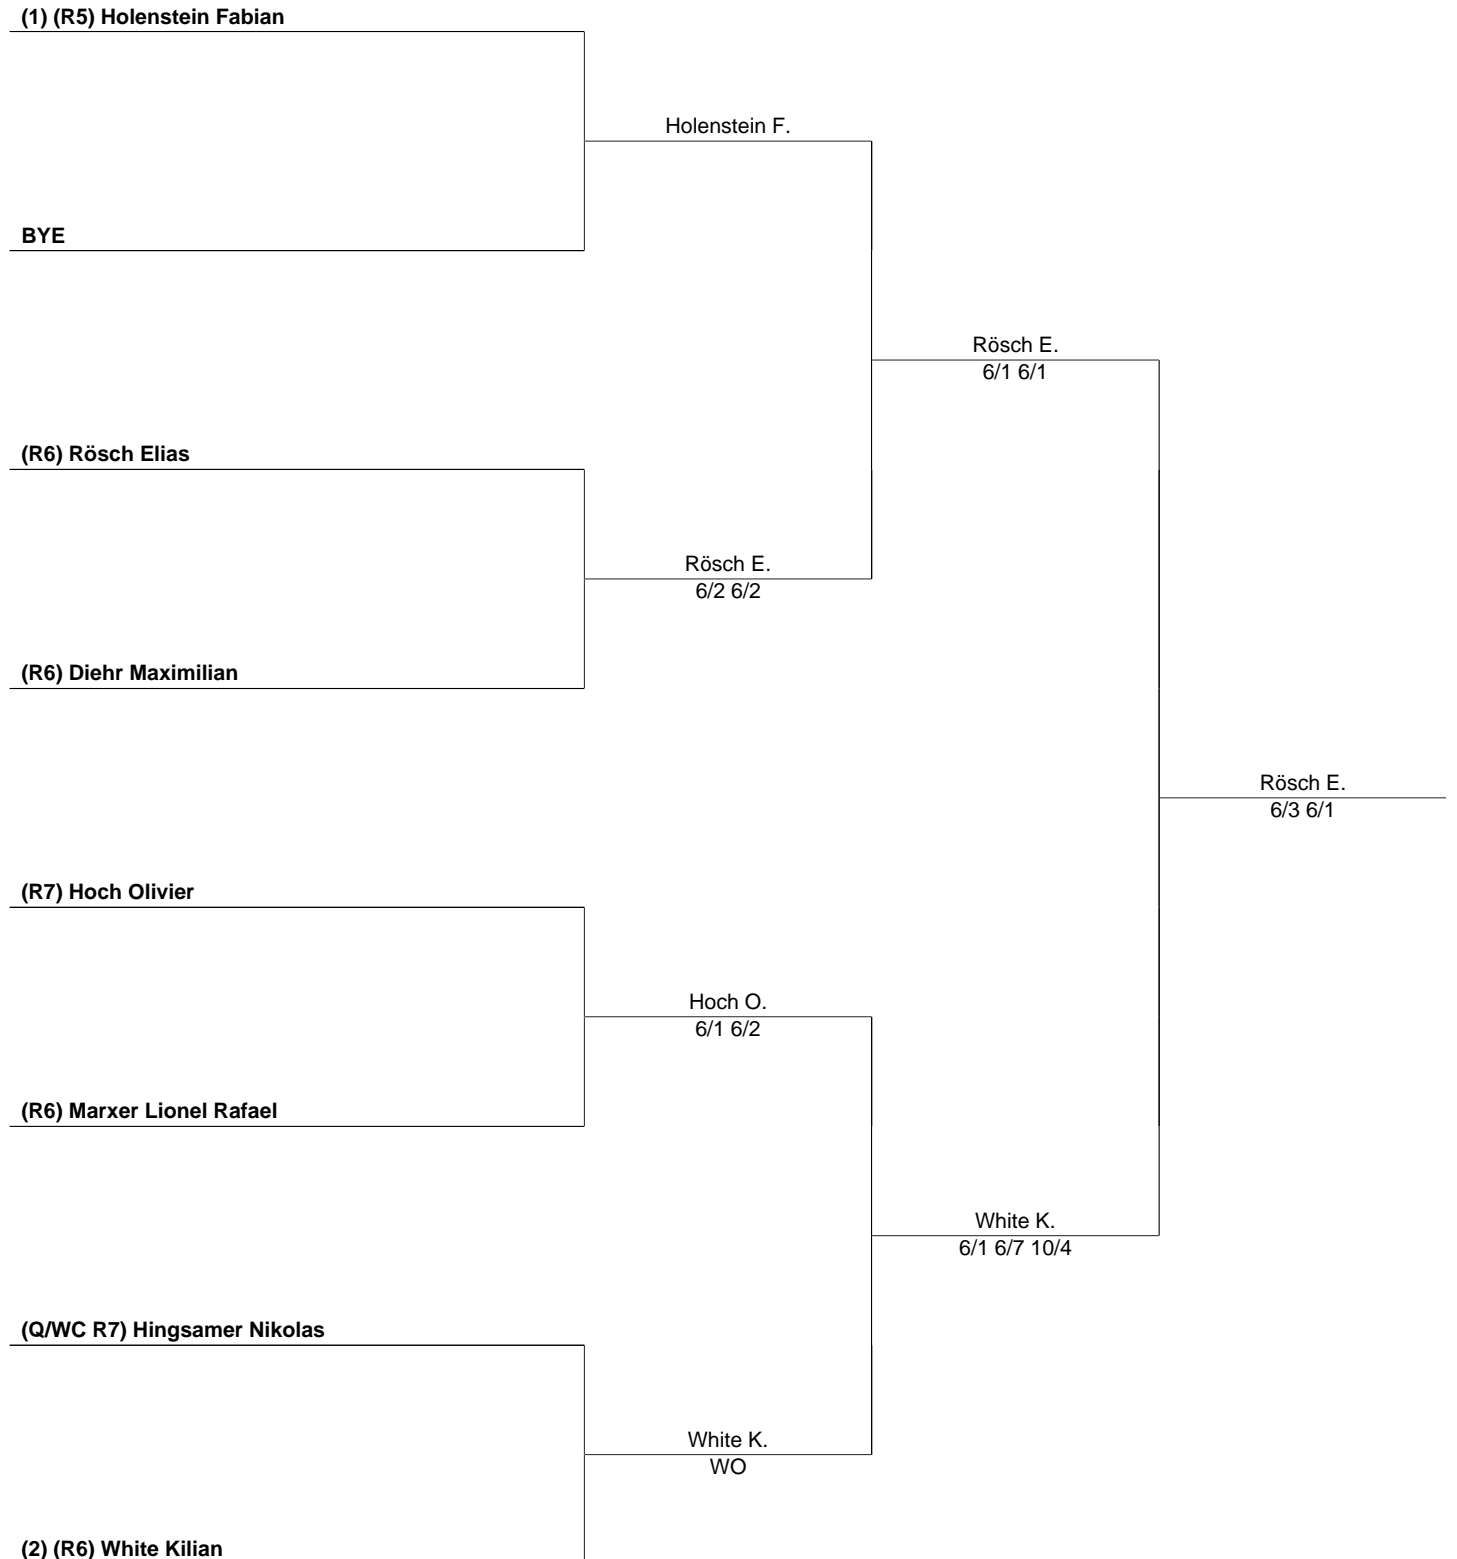 (1) (R5) Holenstein Fabian
Holenstein F.
BYE
Rösch E.
6/1 6/1
(R6) Rösch Elias
Rösch E.
6/2 6/2
(R6) Diehr Maximilian
Rösch E.
6/3 6/1
(R7) Hoch Olivier
Hoch O.
6/1 6/2
(R6) Marxer Lionel Rafael
White K.
6/1 6/7 10/4
(Q/WC R7) Hingsamer Nikolas
White K.
WO
(2) (R6) White Kilian